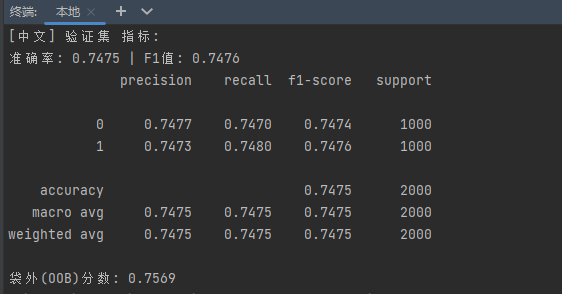 终端: 本地
[中文] 验证集 指标:
准确率: 0.7475 | F1值: 0.7476
precision recall f1-score support
0 0.7477 0.7470 0.7474 1000
1 0.7473 0.7480 0.7476 1000
accuracy 0.7475 2000
macro avg 0.7475 0.7475 0.7475 2000
weighted avg 0.7475 0.7475 0.7475 2000
袋外(OOB)分数: 0.7569